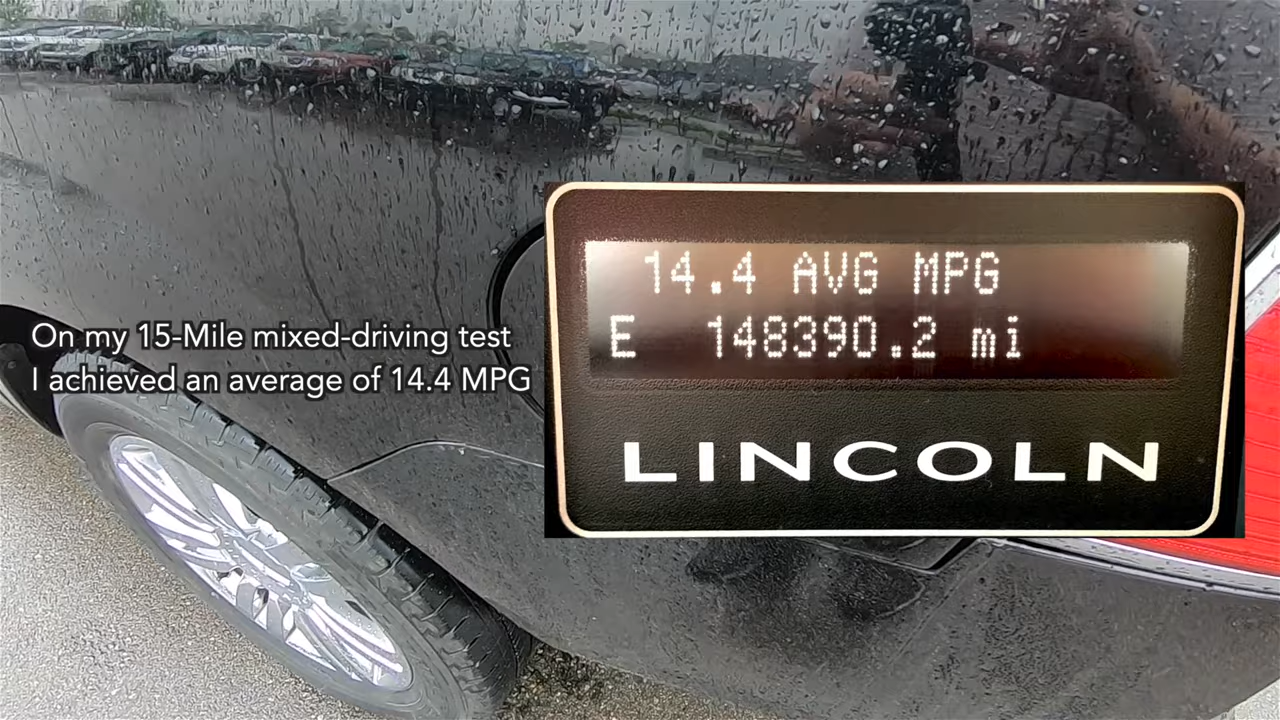 On my 15-Mile mixed-driving test
I achieved an average of 14.4 MPG
14.4 AVG MPG
E 148390.2 mi
LINCOLN